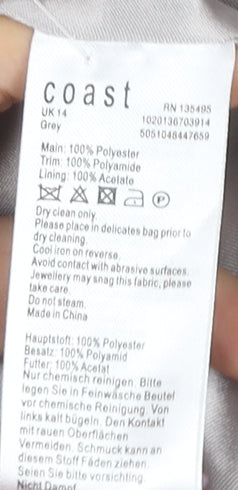 coast
UK 14
Grey
RN 135495
1020136703914
5051048447659
Main: 100% Polyester
Trim: 100% Polyamide
Lining: 100% Acetate
P
Dry clean only.
Please place in delicates bag prior to
dry cleaning.
Cool iron on reverse.
Avoid contact with abrasive surfaces.
Jewellery may snag this fabric, please
take care.
Do not steam.
Made in China
Hauptstoff: 100% Polyester
Besatz: 100% Polyamid
Futter: 100% Acetat
Nur chemisch reinigen. Bitte
legen Sie in Feinwäsche Beutel
vor chemische Reinigung. Von
links kalt bügeln. Den Kontakt
mit rauen Oberflächen
Vermeiden. Schmuck kann an
diesem Stoff Fäden ziehen.
Seien Sie bitte vorsichting
Nicht Dampf